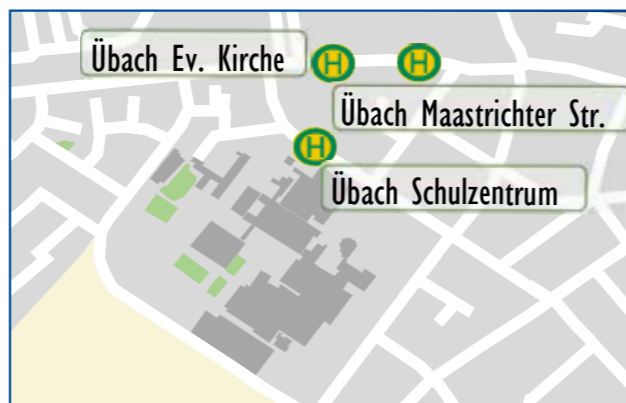 Übach Ev. Kirche
H
H
Übach Maastrichter Str.
H
Übach Schulzentrum